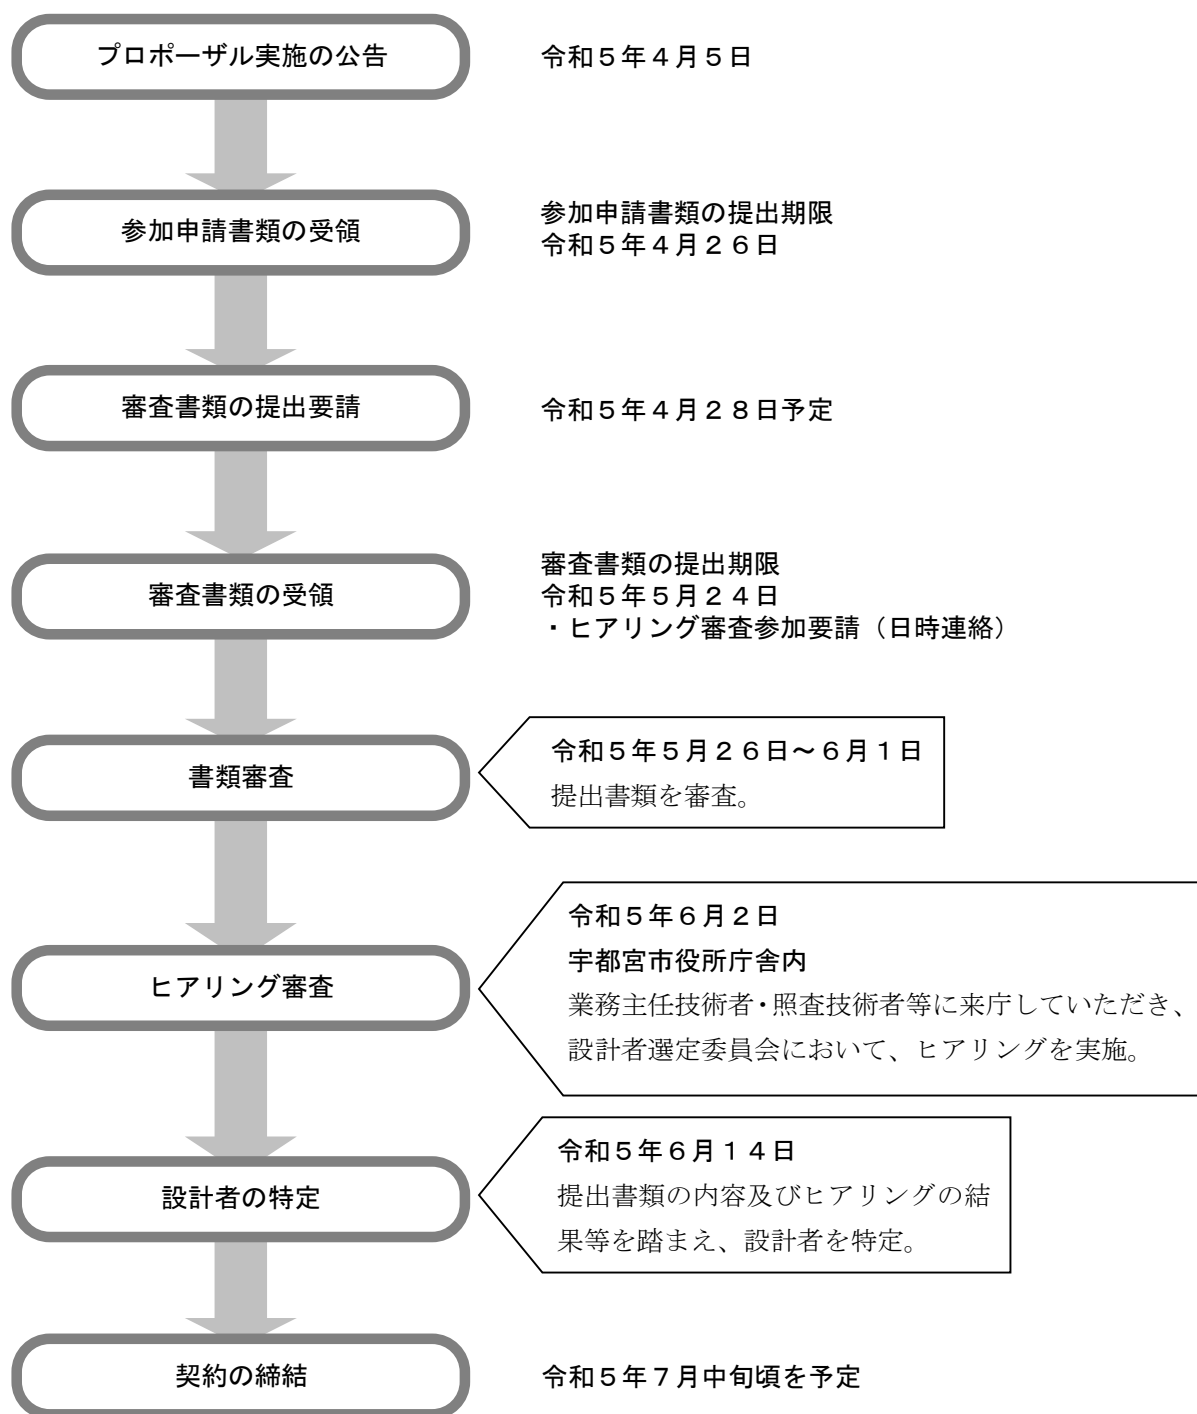 プロポーザル実施の公告
令和５年４月５日
参加申請書類の受領
参加申請書類の提出期限
令和５年４月２６日
審査書類の提出要請
令和５年４月２８日予定
審査書類の受領
審査書類の提出期限
令和５年５月２４日
・ヒアリング審査参加要請（日時連絡）
書類審査
令和５年５月２６日～６月１日
提出書類を審査。
ヒアリング審査
令和５年６月２日
宇都宮市役所庁舎内
業務主任技術者・照査技術者等に来庁していただき、
設計者選定委員会において、ヒアリングを実施。
設計者の特定
令和５年６月１４日
提出書類の内容及びヒアリングの結
果等を踏まえ、設計者を特定。
契約の締結
令和５年７月中旬頃を予定